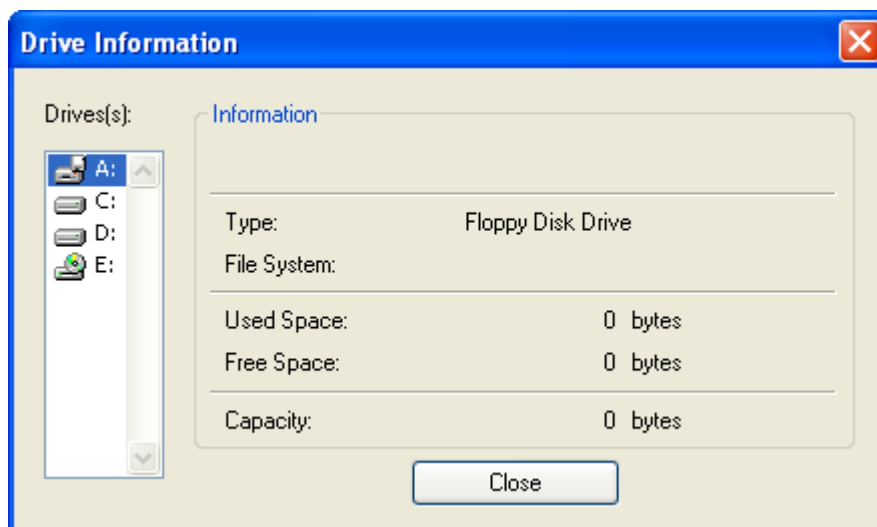 Drive Information
Drives(s):
A:
C:
D:
E:
Information
Type: Floppy Disk Drive
File System:
Used Space: 0 bytes
Free Space: 0 bytes
Capacity: 0 bytes
Close